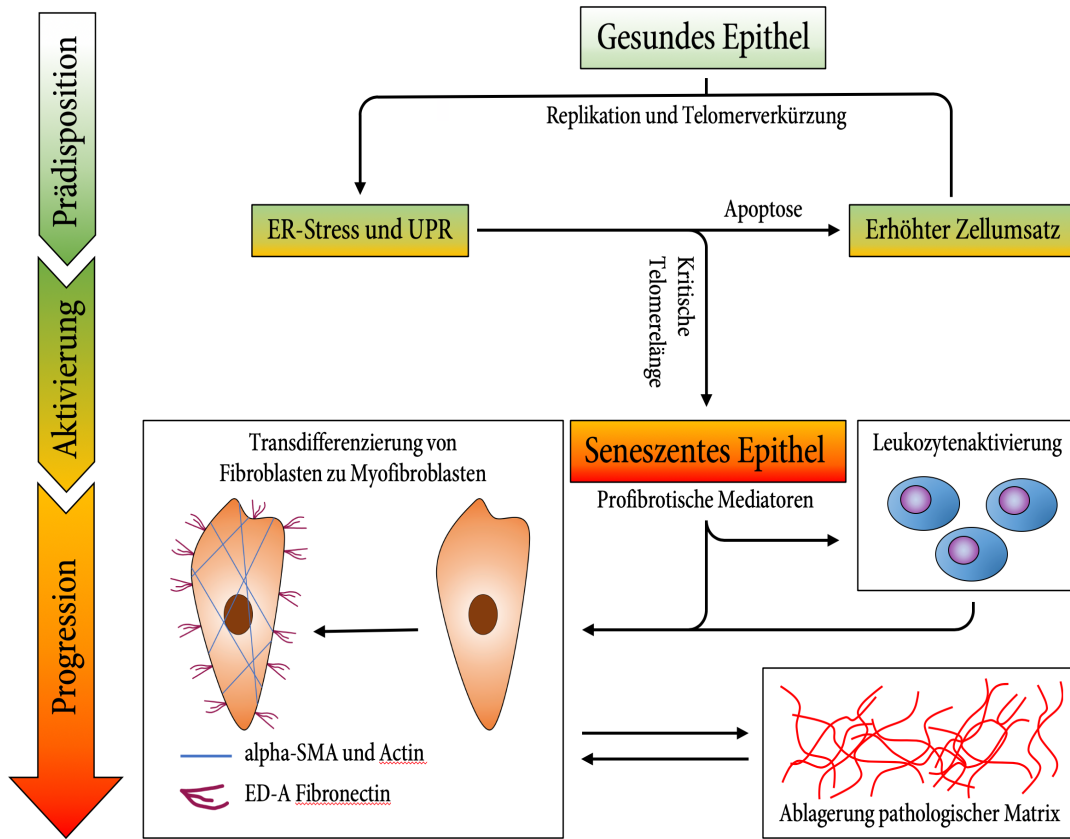 Prädisposition
Aktivierung
Progression
Gesundes Epithel
Replikation und Telomerverkürzung
ER-Stress und UPR
Apoptose
Erhöhter Zellumsatz
Kritische
Telomerelänge
Seneszentes Epithel
Profibrotische Mediatoren
Leukozytenaktivierung
Transdifferenzierung von
Fibroblasten zu Myofibroblasten
alpha-SMA und Actin
ED-A Fibronectin
Ablagerung pathologischer Matrix